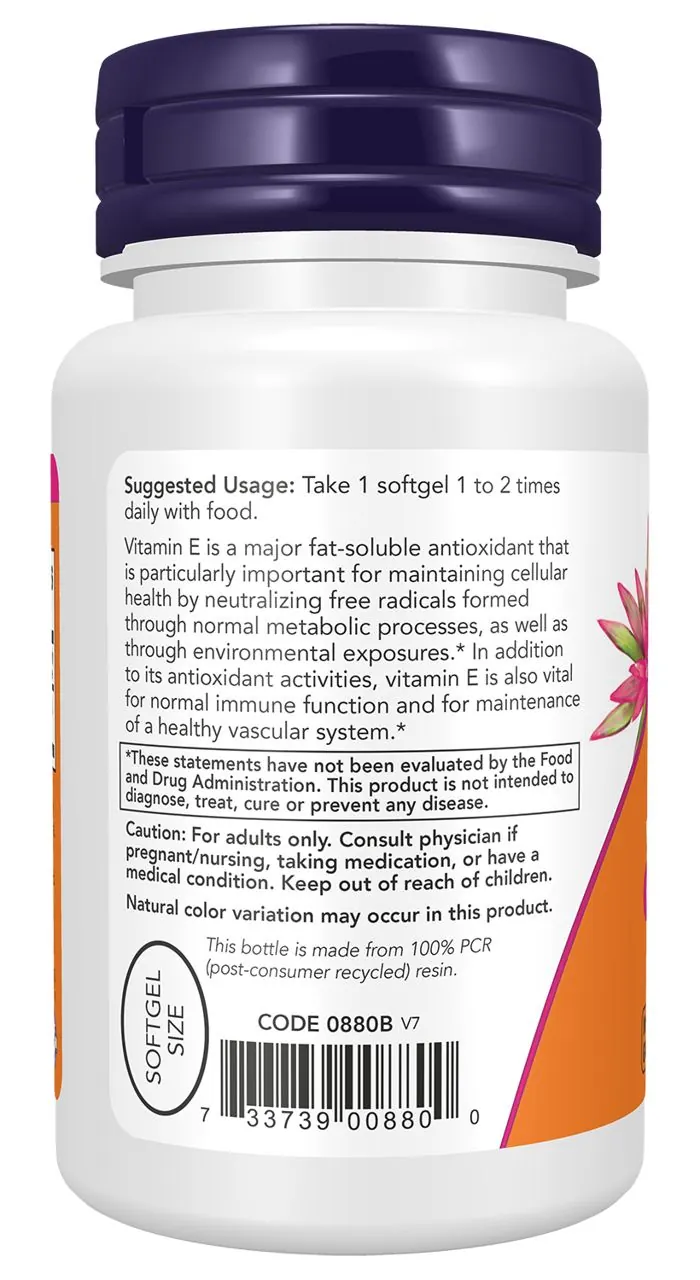 Suggested Usage: Take 1 softgel 1 to 2 times
daily with food.
Vitamin E is a major fat-soluble antioxidant that
is particularly important for maintaining cellular
health by neutralizing free radicals formed
through normal metabolic processes, as well as
through environmental exposures.* In addition
to its antioxidant activities, vitamin E is also vital
for normal immune function and for maintenance
of a healthy vascular system.*
*These statements have not been evaluated by the Food
and Drug Administration. This product is not intended to
diagnose, treat, cure or prevent any disease.
Caution: For adults only. Consult physician if
pregnant/nursing, taking medication, or have a
medical condition. Keep out of reach of children.
Natural color variation may occur in this product.
This bottle is made from 100% PCR
(post-consumer recycled) resin.
SOFTGEL
SIZE
CODE 0880B V7
7 33739 00880 0